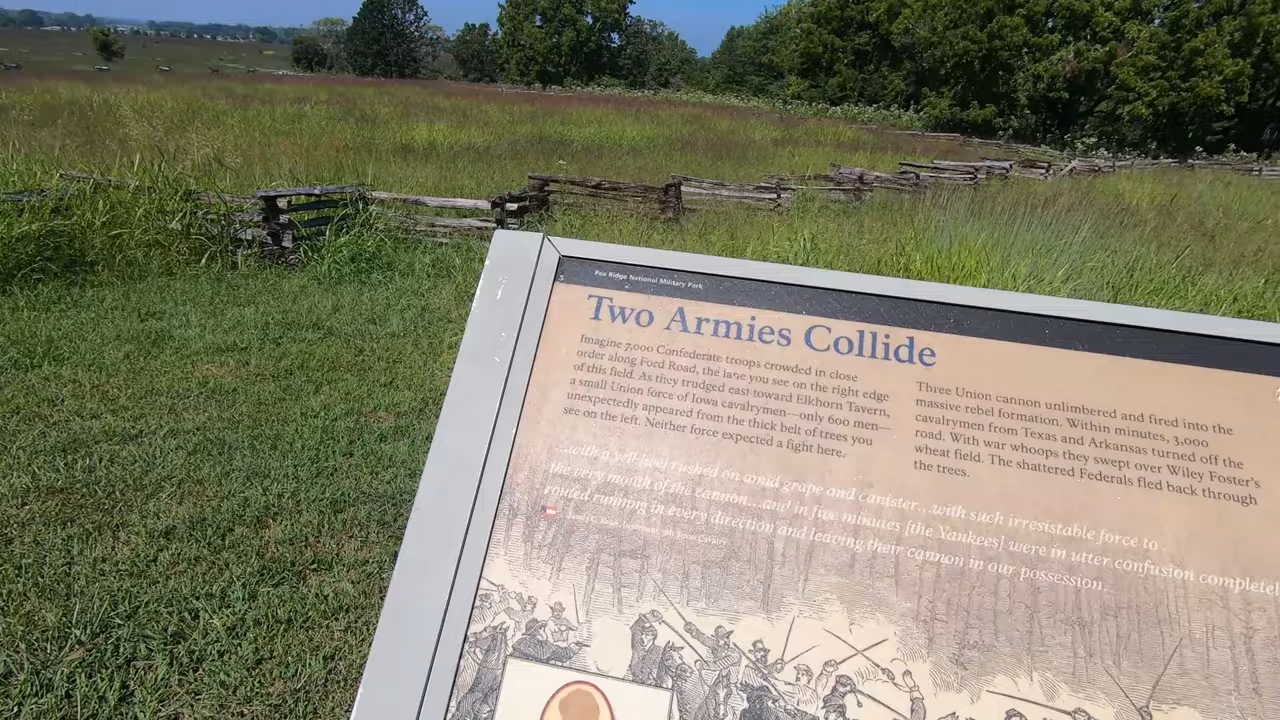 Pea Ridge National Military Park
Two Armies Collide
Imagine 7,000 Confederate troops crowded in close
order along Ford Road, the lane you see on the right edge
of this field. As they trudged east toward Elkhorn Tavern,
a small Union force of Iowa cavalrymen—only 600 men—
unexpectedly appeared from the thick belt of trees you
see on the left. Neither force expected a fight here.
Three Union cannon unlimbered and fired into the
massive rebel formation. Within minutes, 3,000
cavalrymen from Texas and Arkansas turned off the
road. With war whoops they swept over Wiley Foster's
wheat field. The shattered Federals fled back through
the trees.
...with a yell [we] rushed on amid grape and canister...with such irresistable force to
the very mouth of the cannon...and in five minutes [the Yankees] were in utter confusion completel
routed running in every direction and leaving their cannon in our possession...